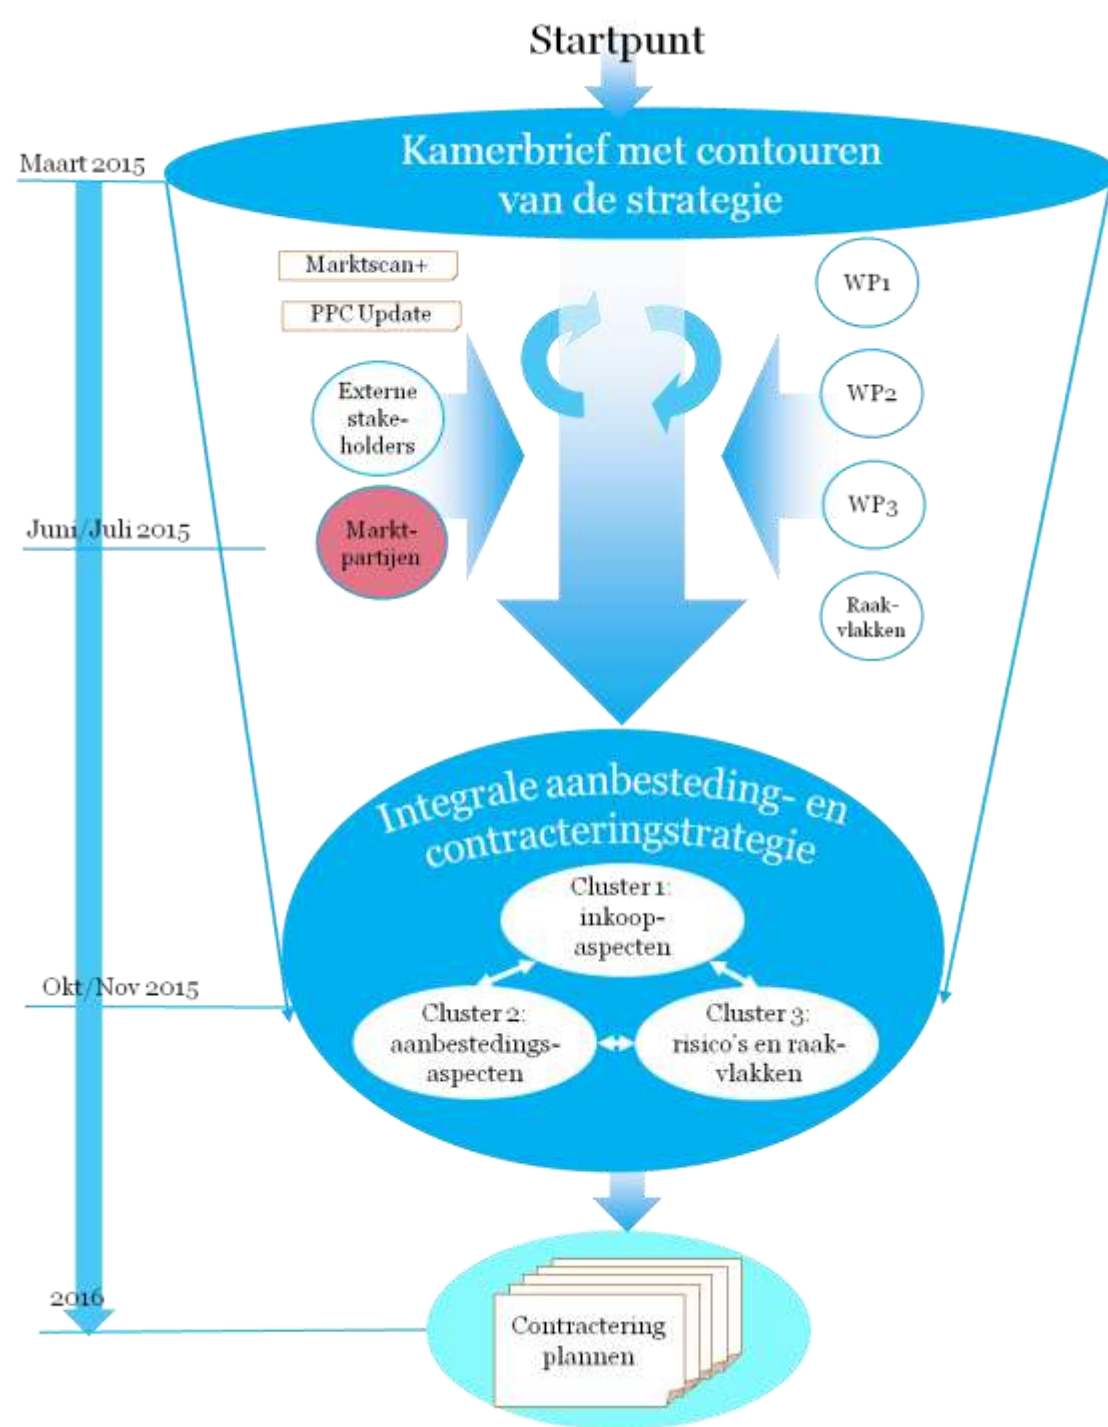 Startpunt
Kamerbrief met contouren
van de strategie
Maart 2015
Marktscan+
PPC Update
Externe
stake-
holders
Markt-
partijen
WP1
WP2
WP3
Raak-
vlakken
Juni/Juli 2015
Integrale aanbesteding- en
contracteringstrategie
Cluster 1:
inkoop-
aspecten
Cluster 2:
aanbestedings-
aspecten
Cluster 3:
risico's en raak-
vlakken
Okt/Nov 2015
2016
Contractering
plannen